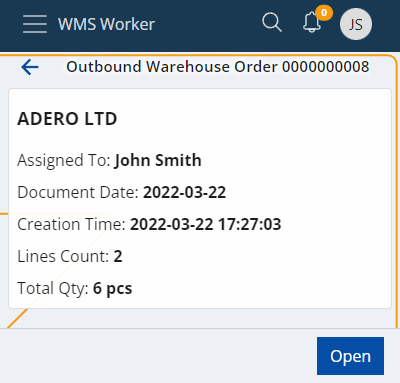 WMS Worker
0
JS
Outbound Warehouse Order 0000000008
ADERO LTD
Assigned To: John Smith
Document Date: 2022-03-22
Creation Time: 2022-03-22 17:27:03
Lines Count: 2
Total Qty: 6 pcs
Open